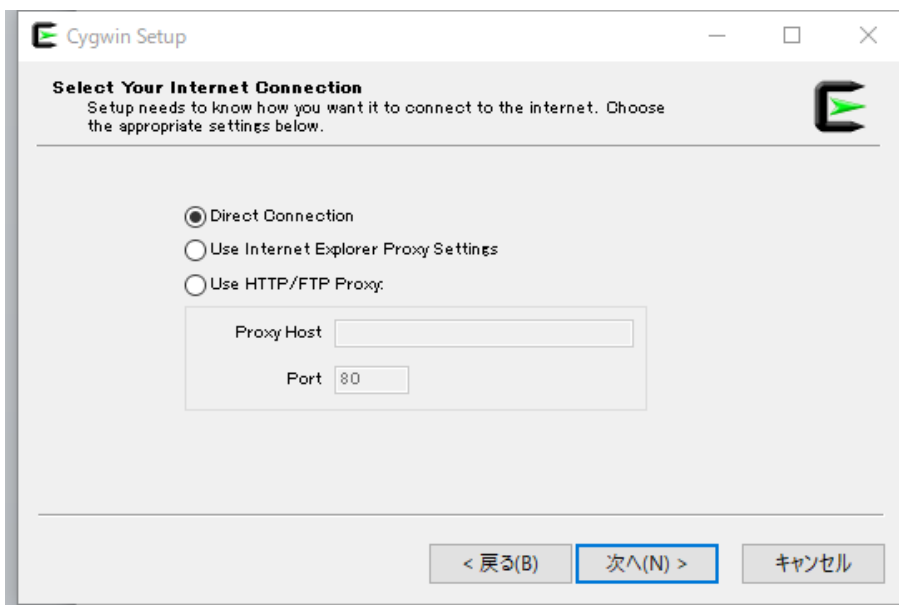 Cygwin Setup
Select Your Internet Connection
Setup needs to know how you want it to connect to the internet. Choose
the appropriate settings below.
Direct Connection
Use Internet Explorer Proxy Settings
Use HTTP/FTP Proxy:
Proxy Host
Port 80
< 戻る(B) 次へ(N) > キャンセル